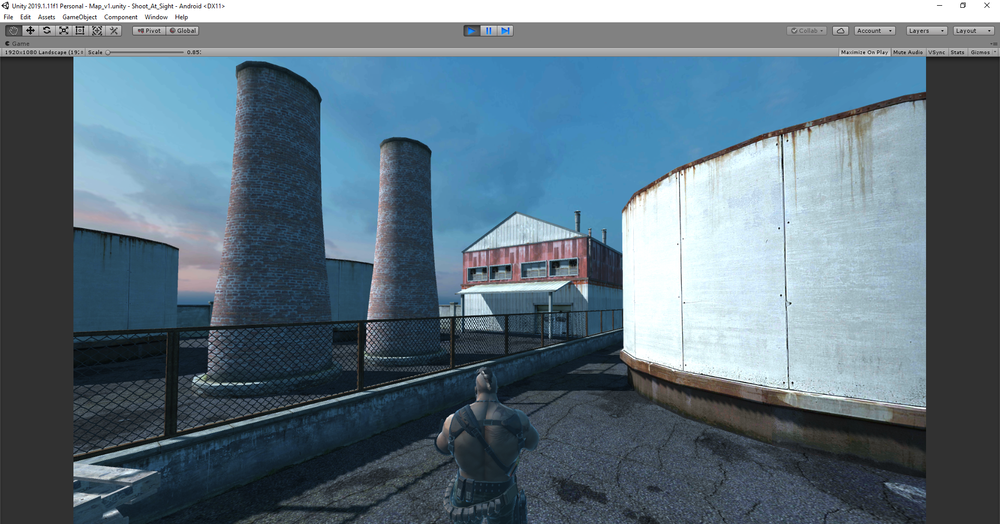 Unity 2019.1.11f1 Personal - Map_v1.unity - Shoot_At_Sight - Android <DX11>
File Edit Assets GameObject Component Window Help
Pivot Global Collab Account Layers Layout
Game
1920x1080 Landscape (19 Scale 0.85 Maximize On Play Mute Audio VSync Stats Gizmos